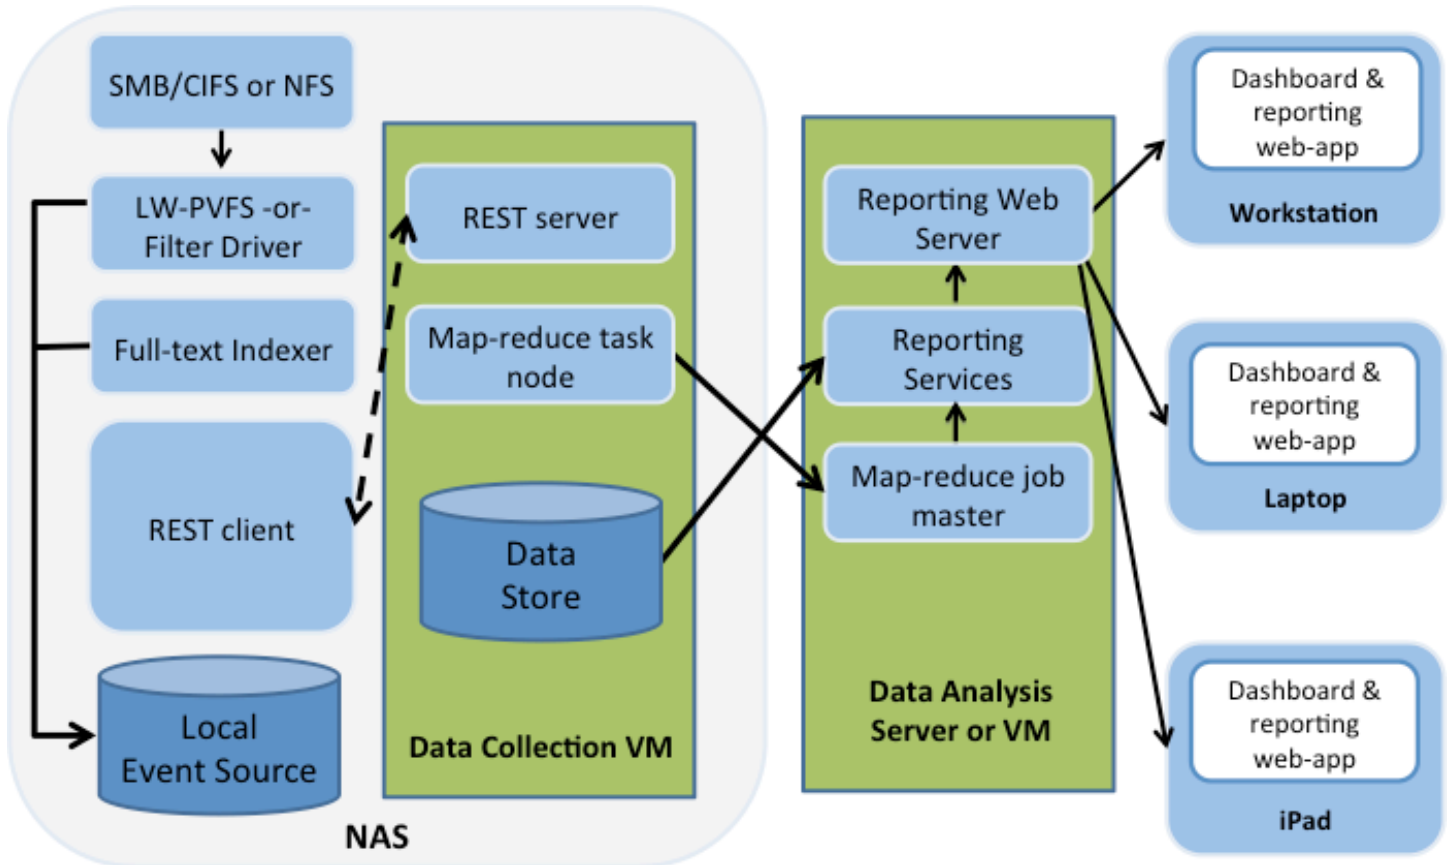 SMB/CIFS or NFS
LW-PVFS -or-
Filter Driver
Full-text Indexer
REST client
Local
Event Source
NAS
REST server
Map-reduce task
node
Data
Store
Data Collection VM
Reporting Web
Server
Reporting
Services
Map-reduce job
master
Data Analysis
Server or VM
Dashboard &
reporting
web-app
Workstation
Dashboard &
reporting
web-app
Laptop
Dashboard &
reporting
web-app
iPad